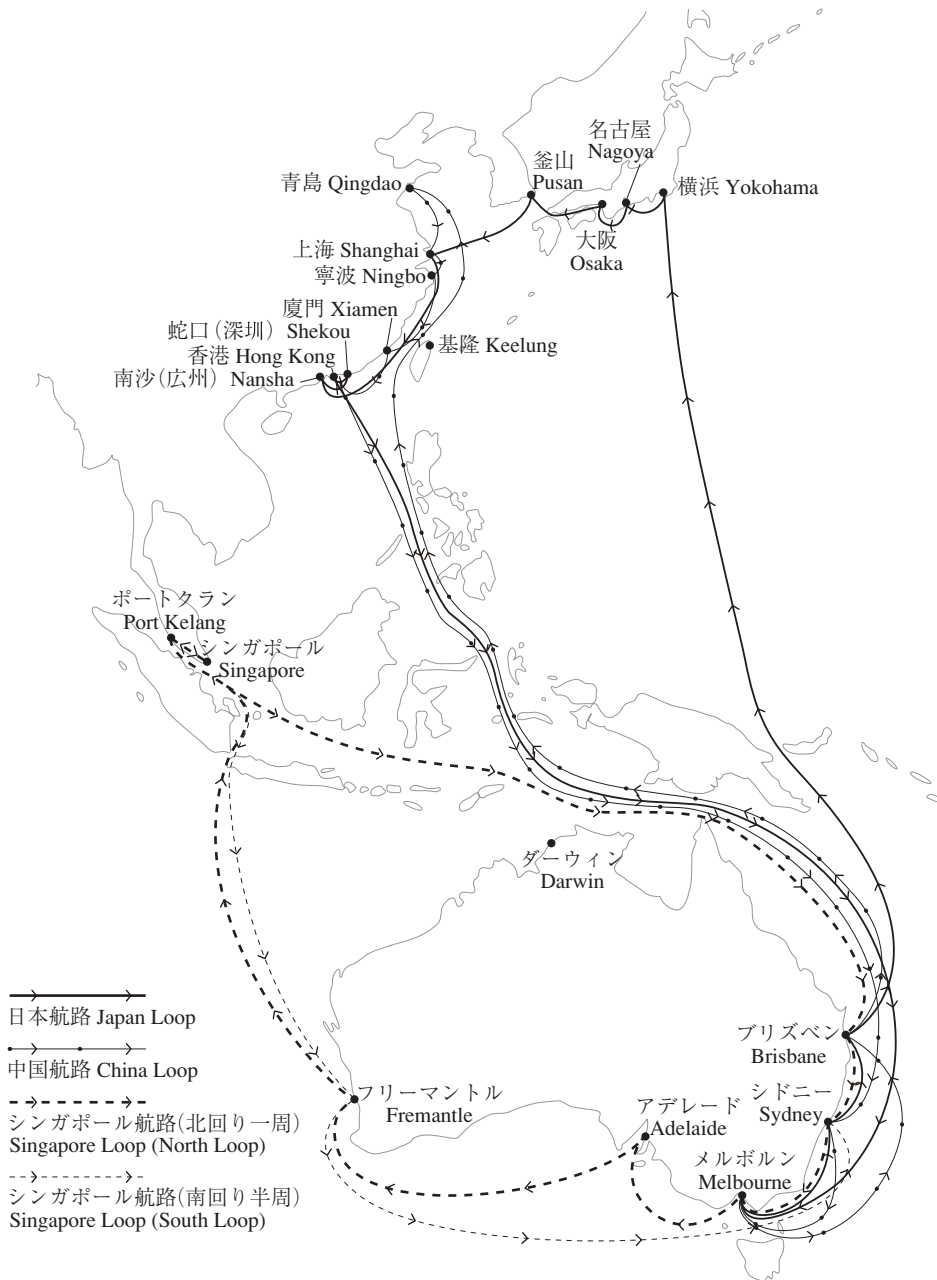 名古屋
Nagoya
釜山
Pusan
青島 Qingdao
横浜 Yokohama
大阪
Osaka
上海 Shanghai
寧波 Ningbo
廈門 Xiamen
蛇口(深圳) Shekou
基隆 Keelung
香港 Hong Kong
南沙(広州) Nansha
ポートクラン
Port Kelang
シンガポール
Singapore
ダーウィン
Darwin
日本航路 Japan Loop
中国航路 China Loop
シンガポール航路(北回り一周)
Singapore Loop (North Loop)
シンガポール航路(南回り半周)
Singapore Loop (South Loop)
ブリズベン
Brisbane
フリーマントル
Fremantle
シドニー
Sydney
アデレード
Adelaide
メルボルン
Melbourne